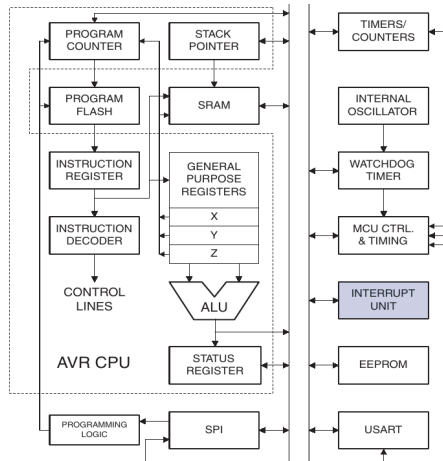 PROGRAM
COUNTER
STACK
POINTER
TIMERS/
COUNTERS
PROGRAM
FLASH
SRAM
INTERNAL
OSCILLATOR
INSTRUCTION
REGISTER
GENERAL
PURPOSE
REGISTERS
WATCHDOG
TIMER
X
Y
Z
INSTRUCTION
DECODER
MCU CTRL.
& TIMING
CONTROL
LINES
ALU
INTERRUPT
UNIT
AVR CPU
STATUS
REGISTER
EEPROM
PROGRAMMING
LOGIC
SPI
USART